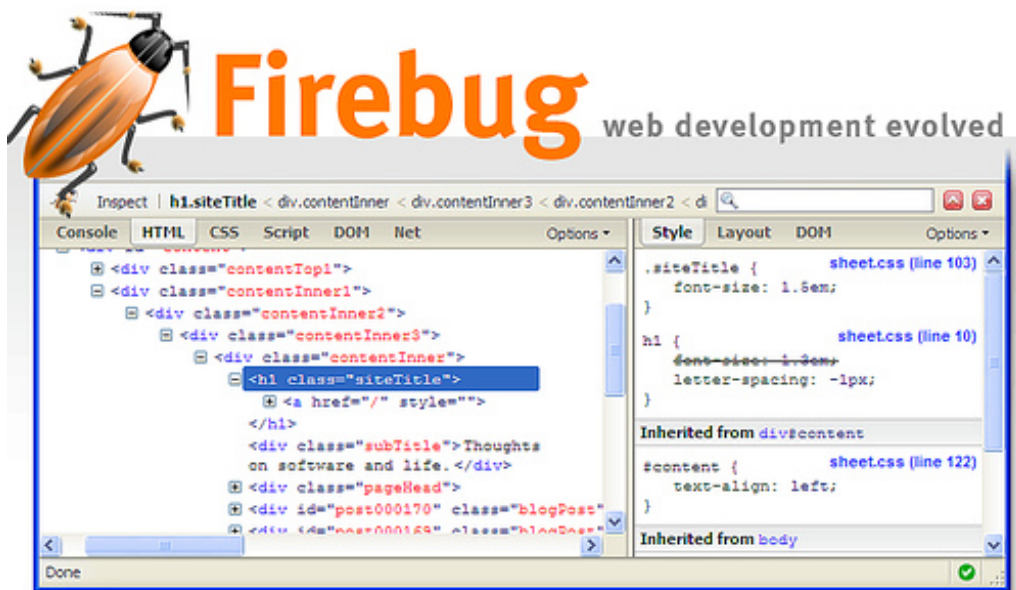 Firebug web development evolved
Inspect | h1.siteTitle < div.contentInner < div.contentInner3 < div.contentInner2 < d
Console HTML CSS Script DOM Net Options
<div class="contentTop1">
<div class="contentInner1">
<div class="contentInner2">
<div class="contentInner3">
<div class="contentInner">
<h1 class="siteTitle">
<a href="/" style="">
</h1>
<div class="subTitle">Thoughts
on software and life.</div>
<div class="pageHead">
<div id="post000170" class="blogPost"
<div id="post000169" class="blogPost"
Style Layout DOM Options
.siteTitle { sheet.css (line 103)
font-size: 1.5em;
}
h1 { sheet.css (line 10)
font-size: 1.3em;
letter-spacing: -1px;
}
Inherited from div#content
#content { sheet.css (line 122)
text-align: left;
}
Inherited from body
Done